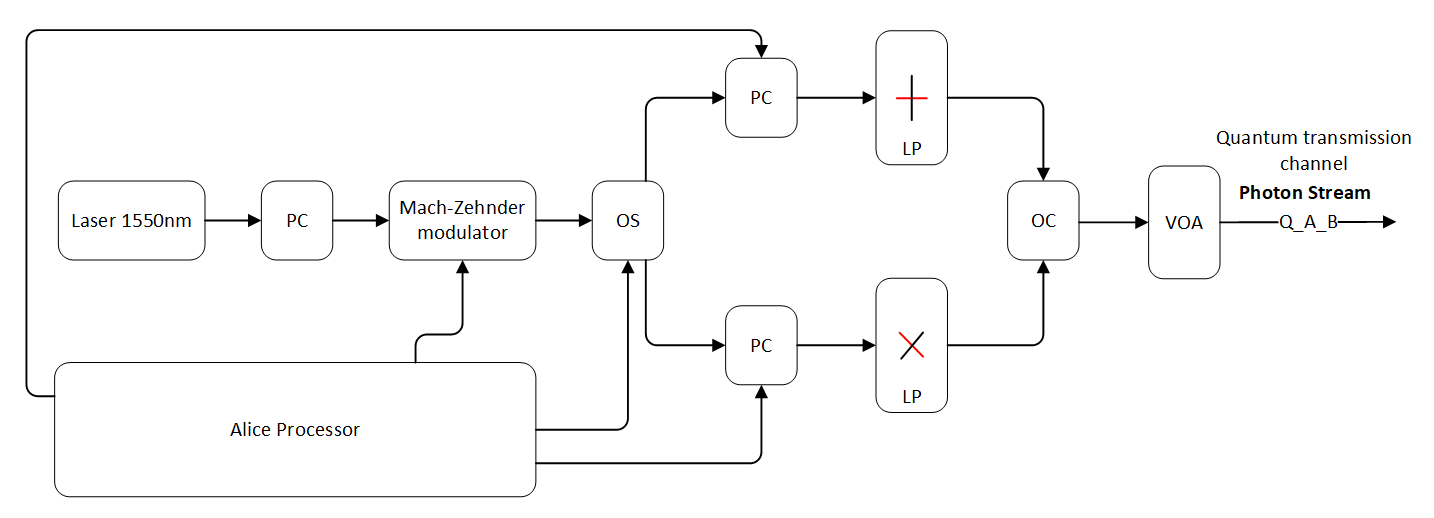 PC
LP
Quantum transmission
channel
Photon Stream
Q_A_B
Laser 1550nm
PC
Mach-Zehnder
modulator
OS
OC
VOA
PC
LP
Alice Processor